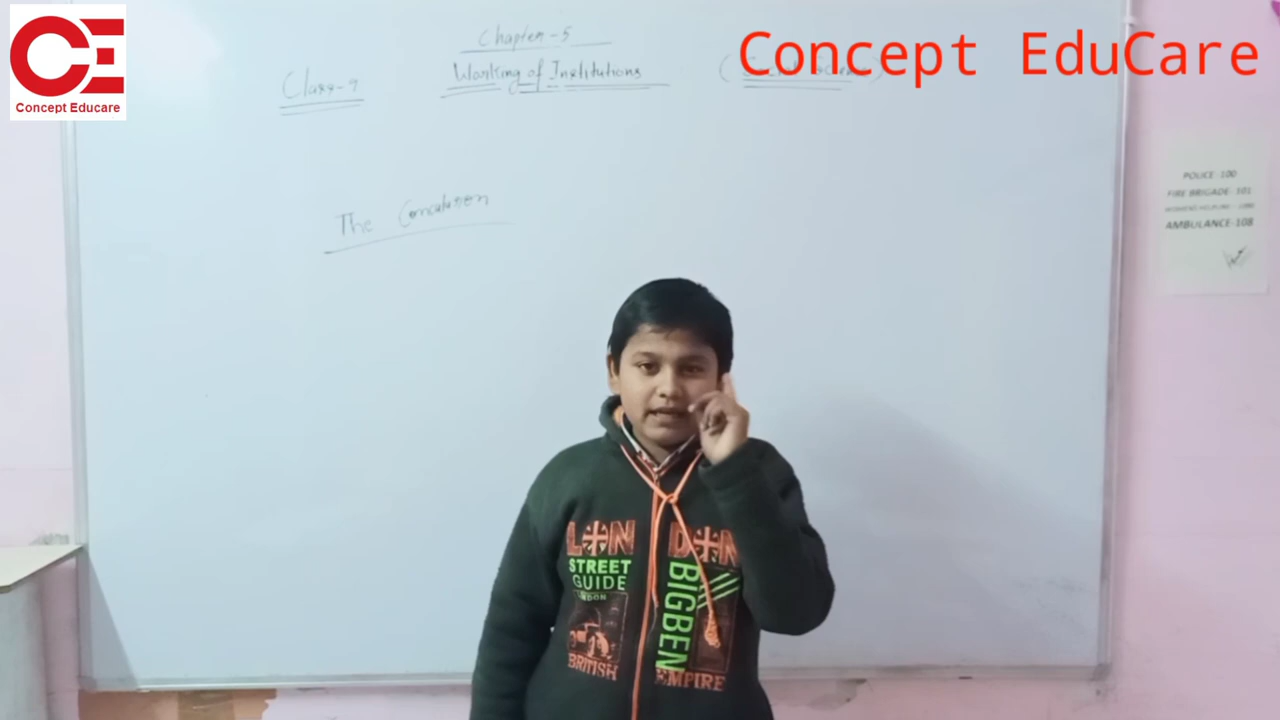 Concept EduCare
Concept Educare
Chapter-5
Class-9
Working of Institutions
The Conculusion
POLICE-100
FIRE BRIGADE-101
AMBULANCE-108
LONDON
STREET
GUIDE
BIGBEN
BRITISH
EMPIRE